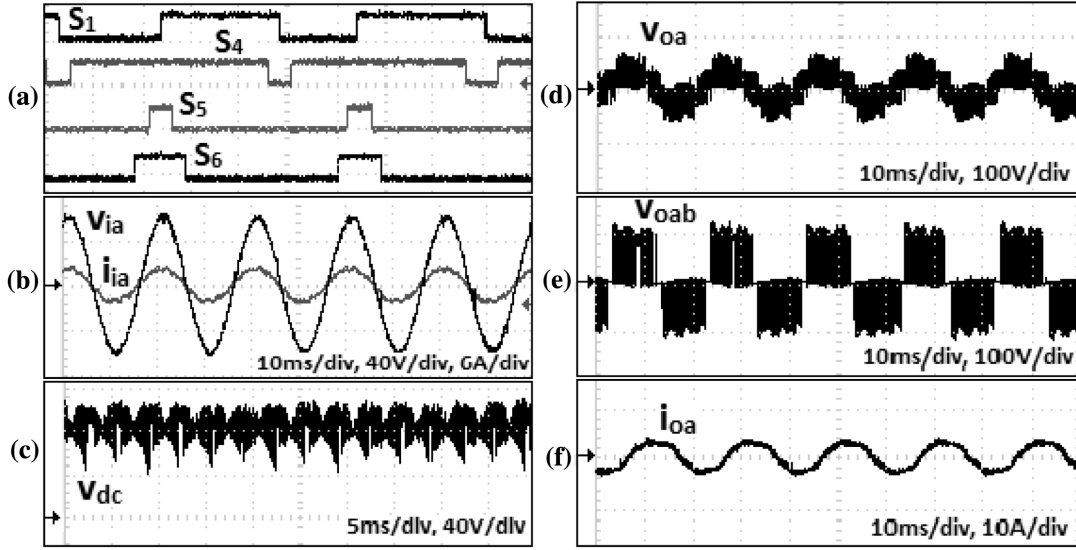 S1
S4
(a)
S5
S6
via
(b)
iia
10ms/div, 40V/div, 6A/div
(c)
vdc
5ms/div, 40V/div
voa
(d)
10ms/div, 100V/div
voab
(e)
10ms/div, 100V/div
ioa
(f)
10ms/div, 10A/div